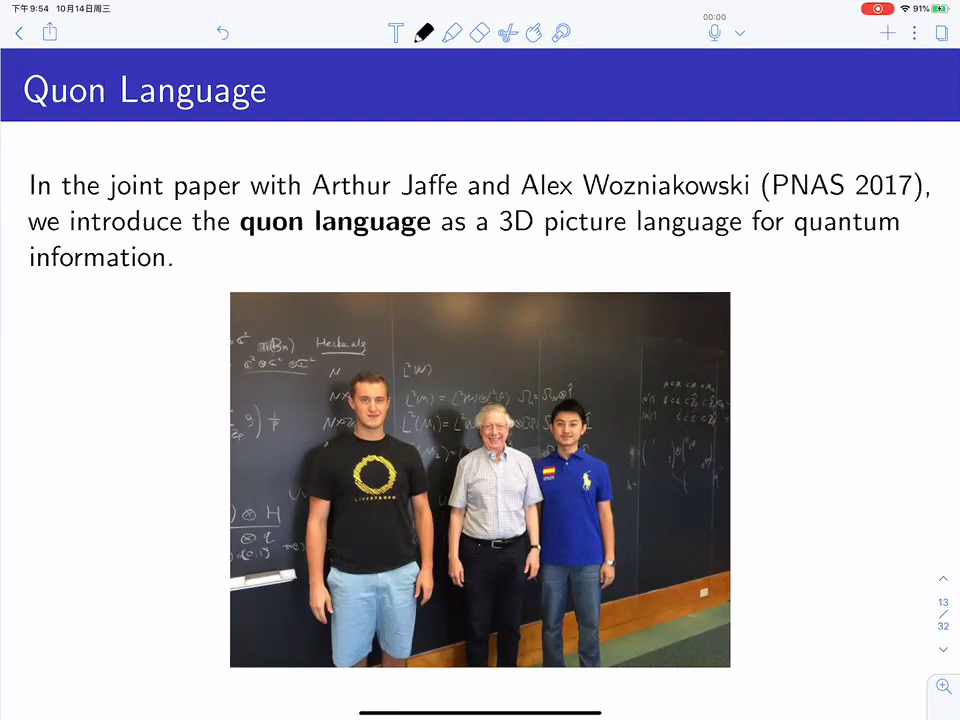 下午9:54 10月14日周三
91%
00:00
Quon Language
In the joint paper with Arthur Jaffe and Alex Wozniakowski (PNAS 2017),
we introduce the quon language as a 3D picture language for quantum
information.
Hecke alg
N
LIVESTRONG
13
/
32